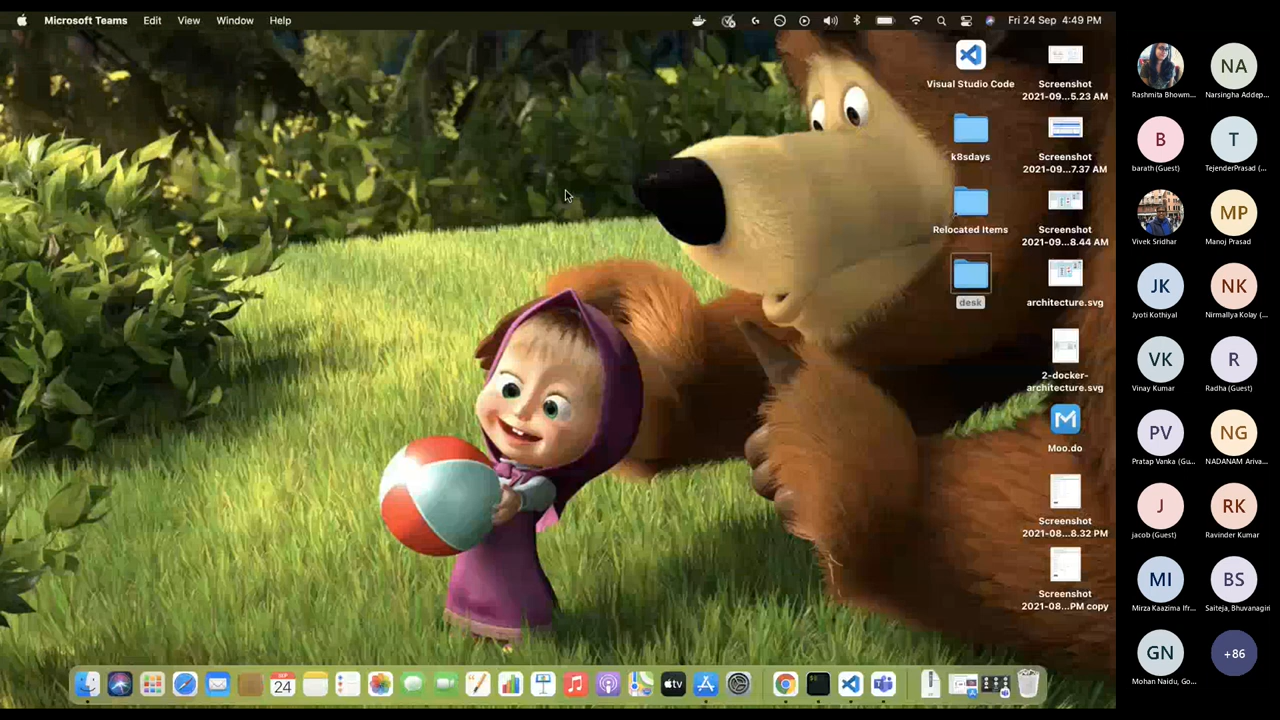 Microsoft Teams Edit View Window Help Fri 24 Sep 4:49 PM
Visual Studio Code
k8sdays
Relocated Items
desk
Screenshot
2021-09...5.23 AM
Screenshot
2021-09...7.37 AM
Screenshot
2021-09...8.44 AM
architecture.svg
2-docker-
architecture.svg
Moo.do
Screenshot
2021-08...8.32 PM
Screenshot
2021-08...PM copy
SEP
24
tv
NA
Rashmita Bhowm... Narsingha Addep...
B T
barath (Guest) TejenderPrasad (...
MP
Vivek Sridhar Manoj Prasad
JK NK
Jyoti Kothiyal Nirmallya Kolay (...
VK R
Vinay Kumar Radha (Guest)
PV NG
Pratap Vanka (Gu... NADANAM Ariva...
J RK
jacob (Guest) Ravinder Kumar
MI BS
Mirza Kaazima Ifr... Saiteja, Bhuvanagiri
GN +86
Mohan Naidu, Go...